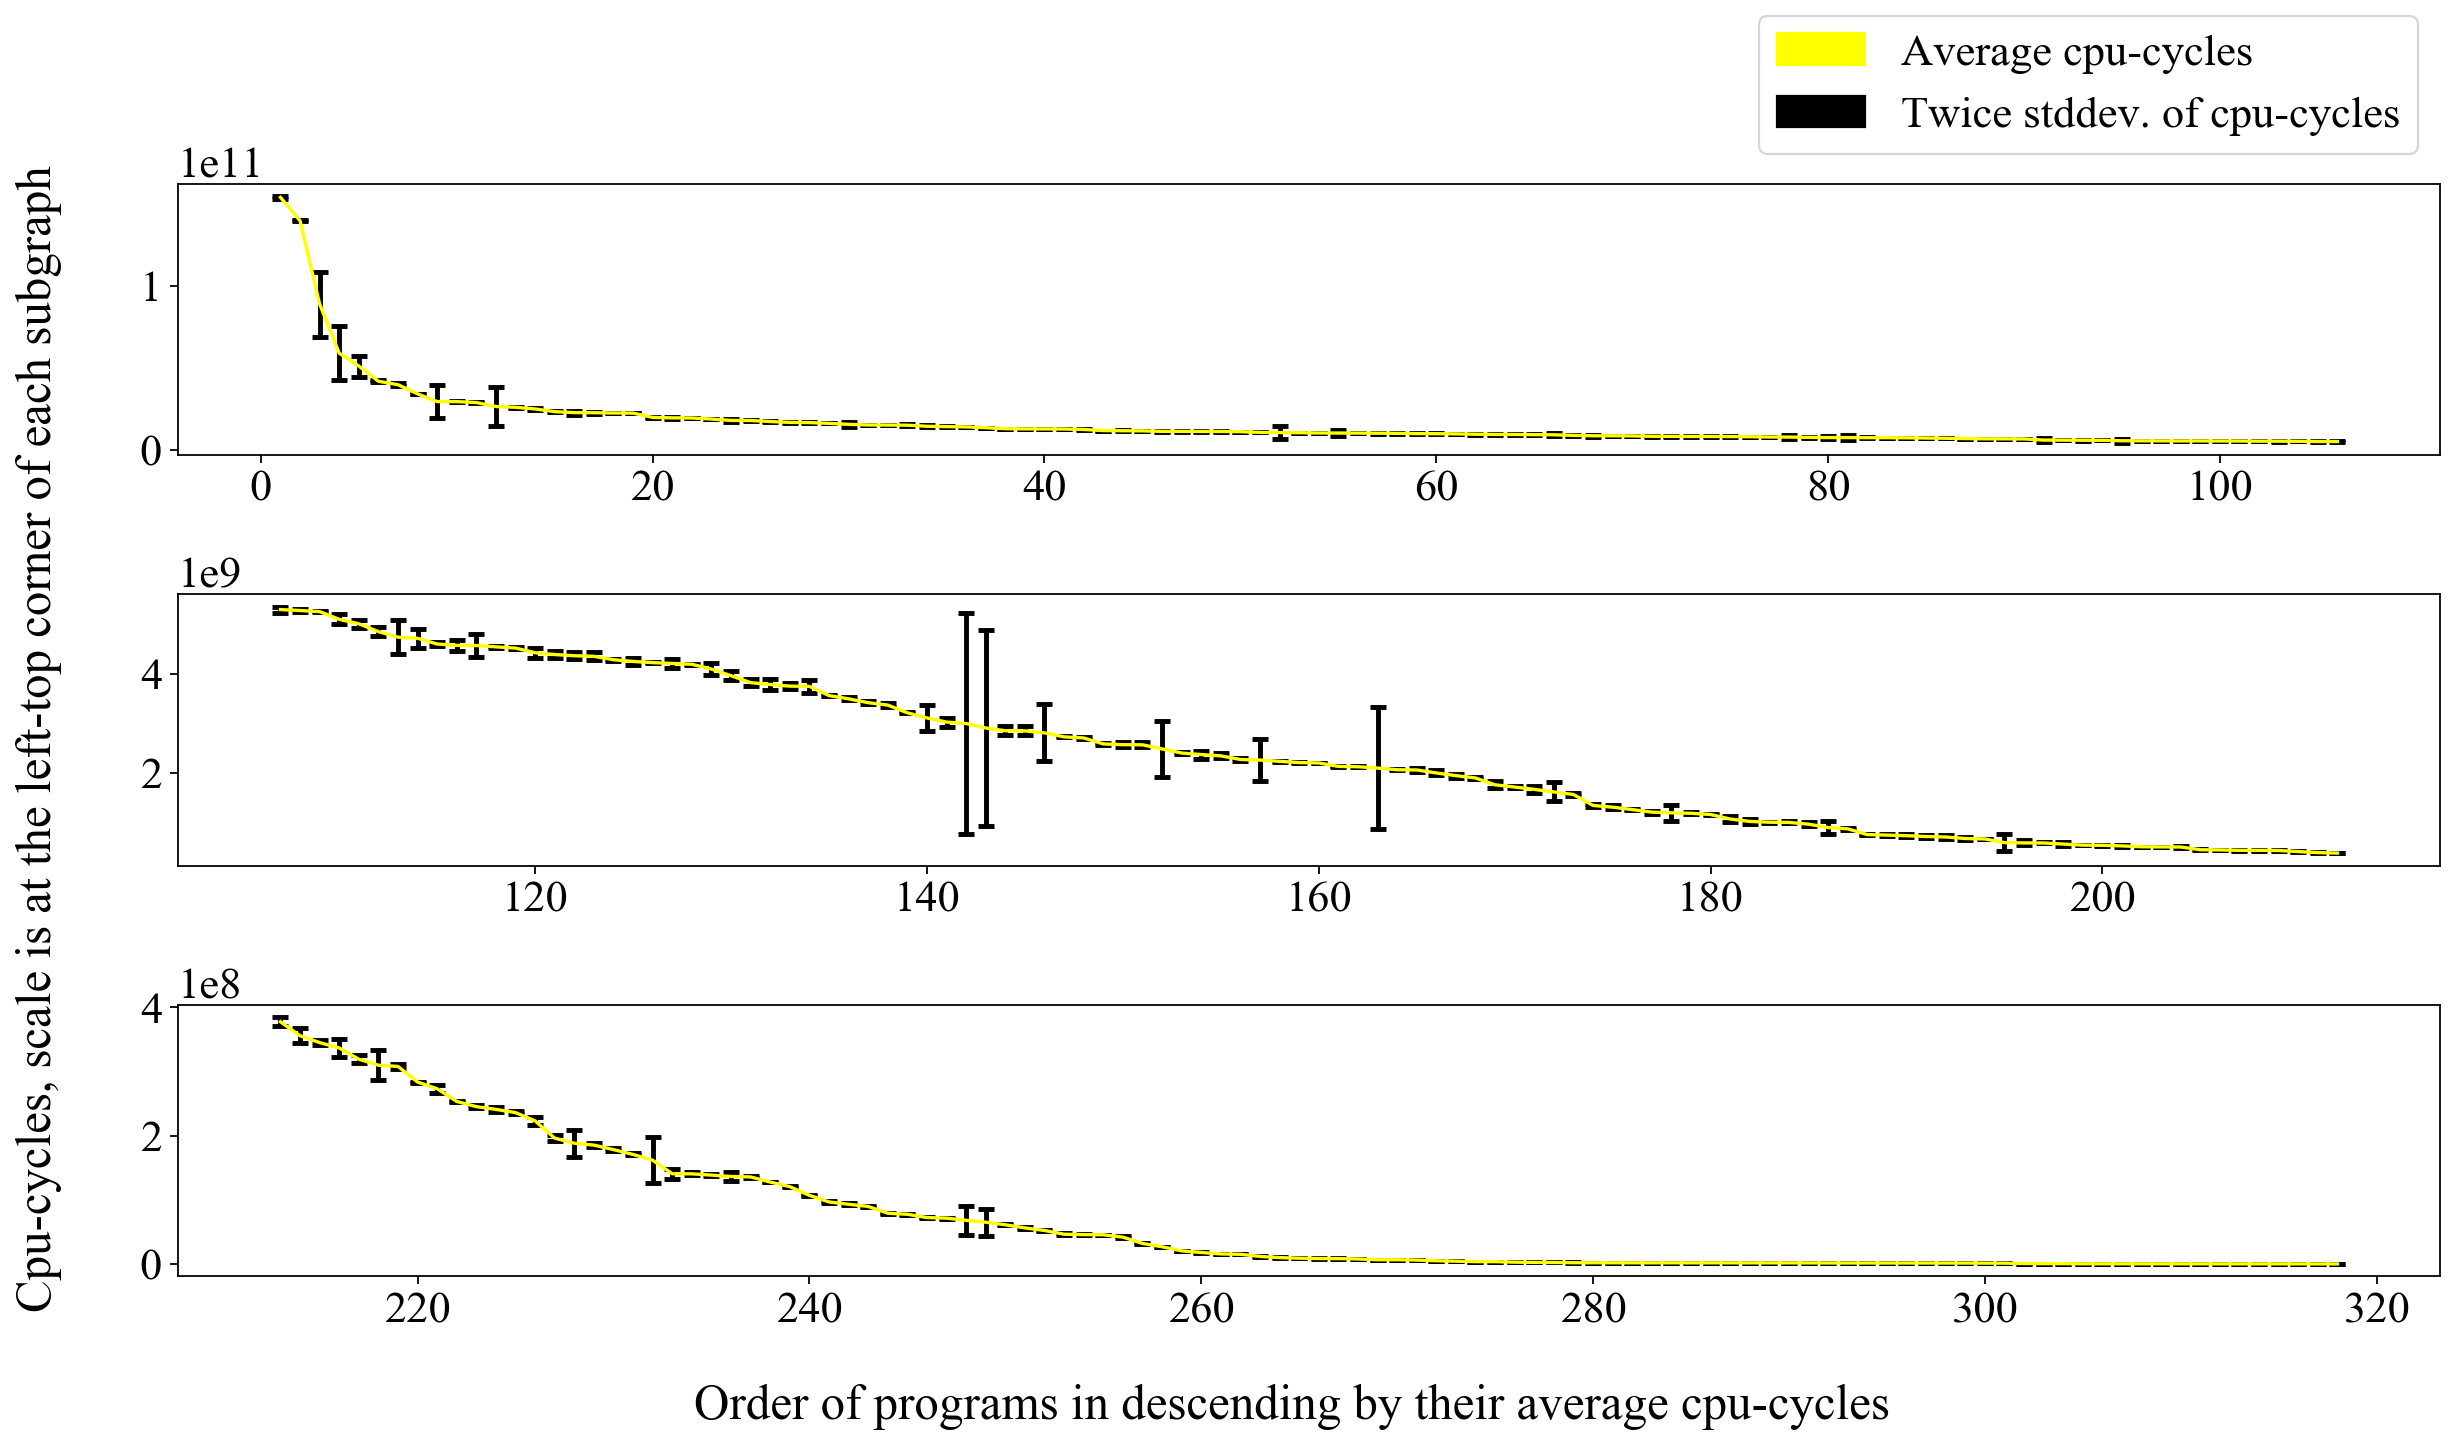 Average cpu-cycles
Twice stddev. of cpu-cycles
Cpu-cycles, scale is at the left-top corner of each subgraph
1e11
1
0
0 20 40 60 80 100
1e9
4
2
120 140 160 180 200
1e8
4
2
0
220 240 260 280 300 320
Order of programs in descending by their average cpu-cycles